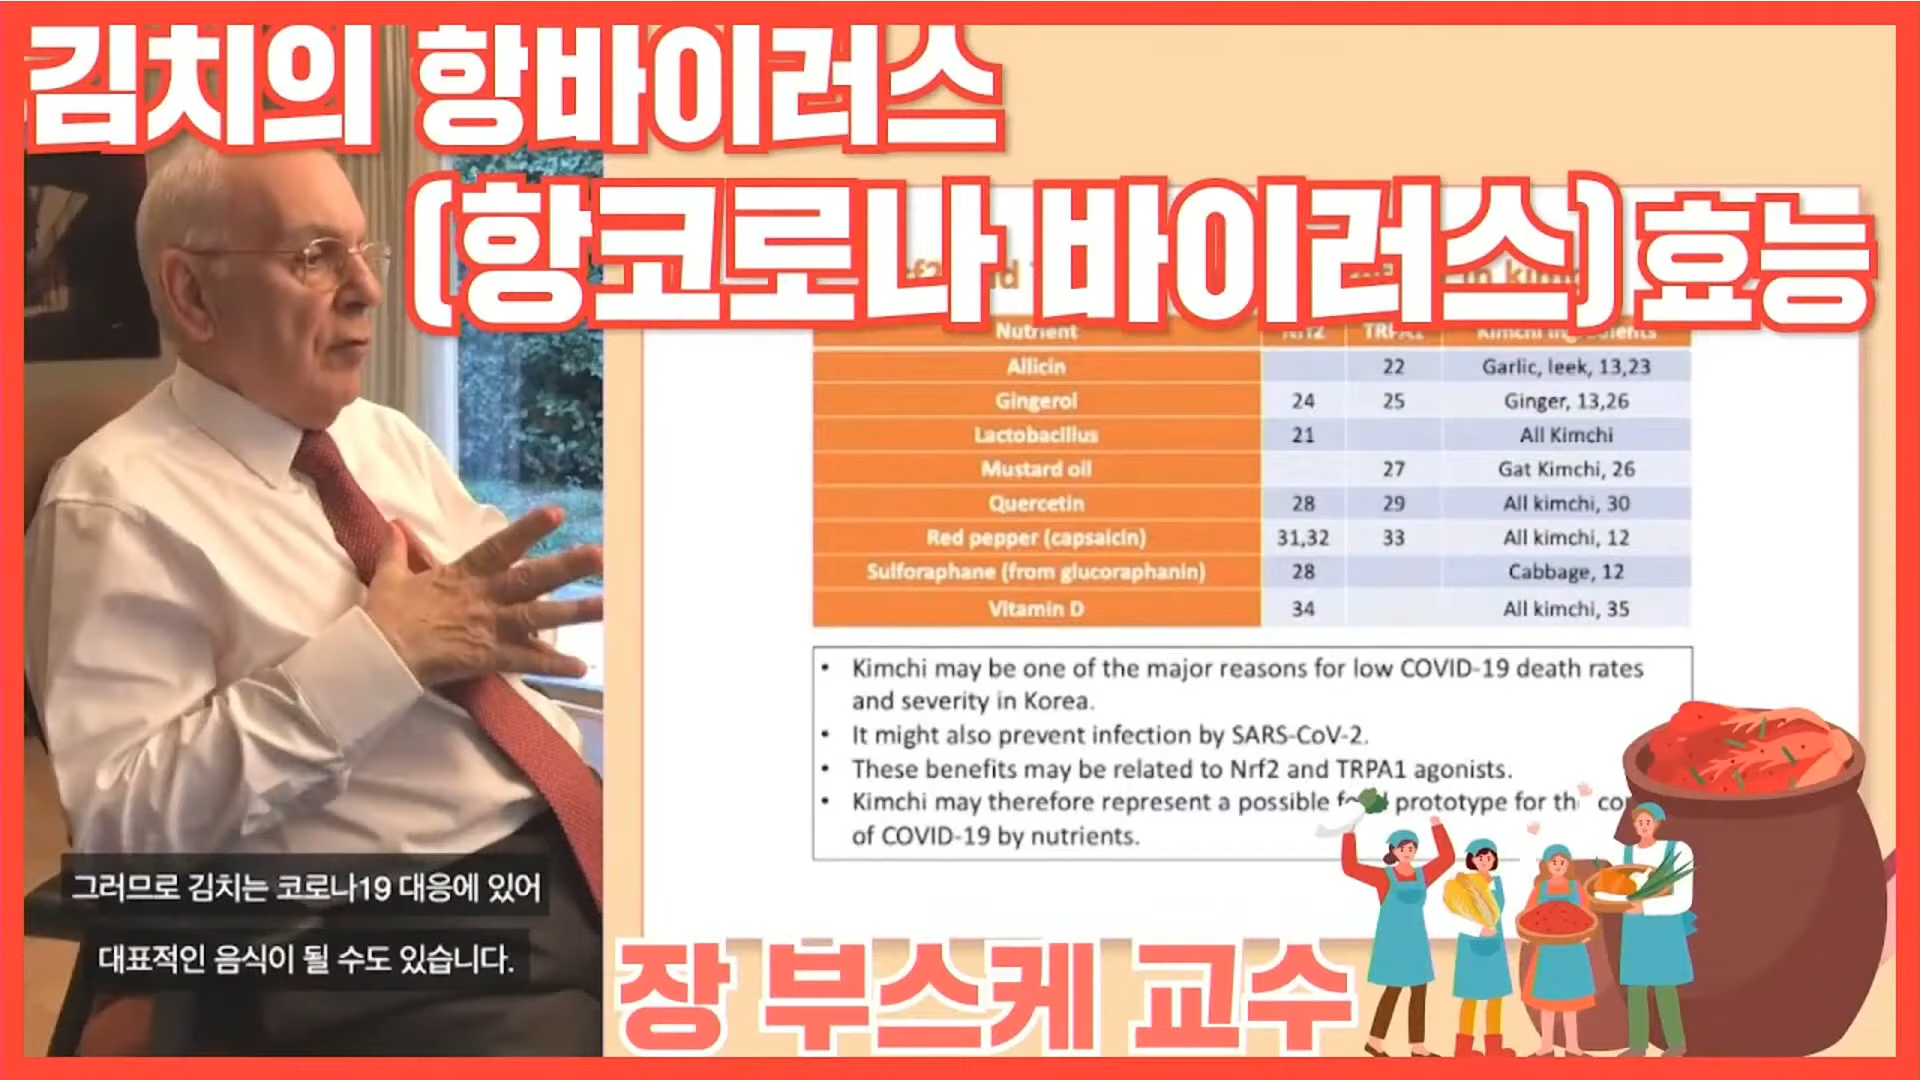 김치의 항바이러스
(항코로나 바이러스) 효능
Nutrient Nrf2 TRPA1 Kimchi ingredients
Allicin 22 Garlic, leek, 13,23
Gingerol 24 25 Ginger, 13,26
Lactobacillus 21 All Kimchi
Mustard oil 27 Gat Kimchi, 26
Quercetin 28 29 All kimchi, 30
Red pepper (capsaicin) 31,32 33 All kimchi, 12
Sulforaphane (from glucoraphanin) 28 Cabbage, 12
Vitamin D 34 All kimchi, 35
• Kimchi may be one of the major reasons for low COVID-19 death rates
and severity in Korea.
• It might also prevent infection by SARS-CoV-2.
• These benefits may be related to Nrf2 and TRPA1 agonists.
• Kimchi may therefore represent a possible prototype for
of COVID-19 by nutrients.
그러므로 김치는 코로나19 대응에 있어
대표적인 음식이 될 수도 있습니다.
장 부스케 교수